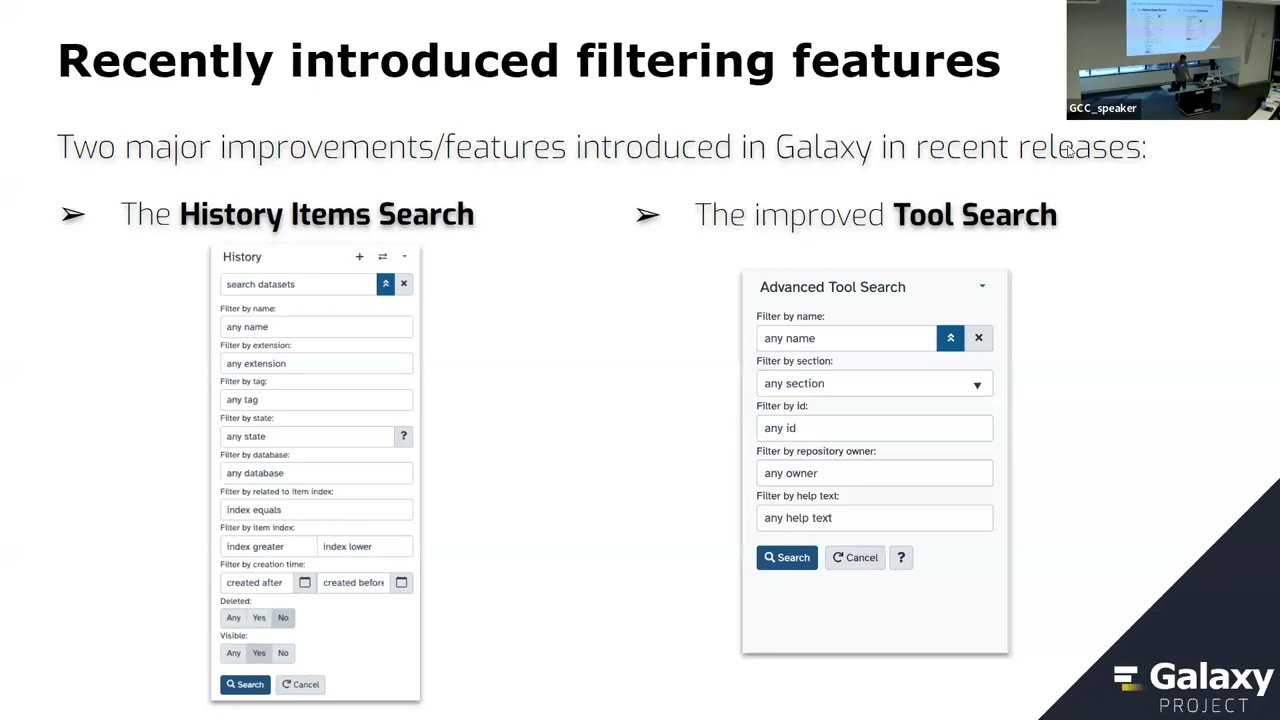 Recently introduced filtering features
GCC_speaker
Two major improvements/features introduced in Galaxy in recent releases:
➢ The History Items Search
History
search datasets
Filter by name:
any name
Filter by extension:
any extension
Filter by tag:
any tag
Filter by state:
any state ?
Filter by database:
any database
Filter by related to item index:
index equals
Filter by item index:
index greater index lower
Filter by creation time:
created after created before
Deleted:
Any Yes No
Visible:
Any Yes No
Search Cancel
➢ The improved Tool Search
Advanced Tool Search
Filter by name:
any name
Filter by section:
any section
Filter by id:
any id
Filter by repository owner:
any owner
Filter by help text:
any help text
Search Cancel ?
Galaxy
PROJECT